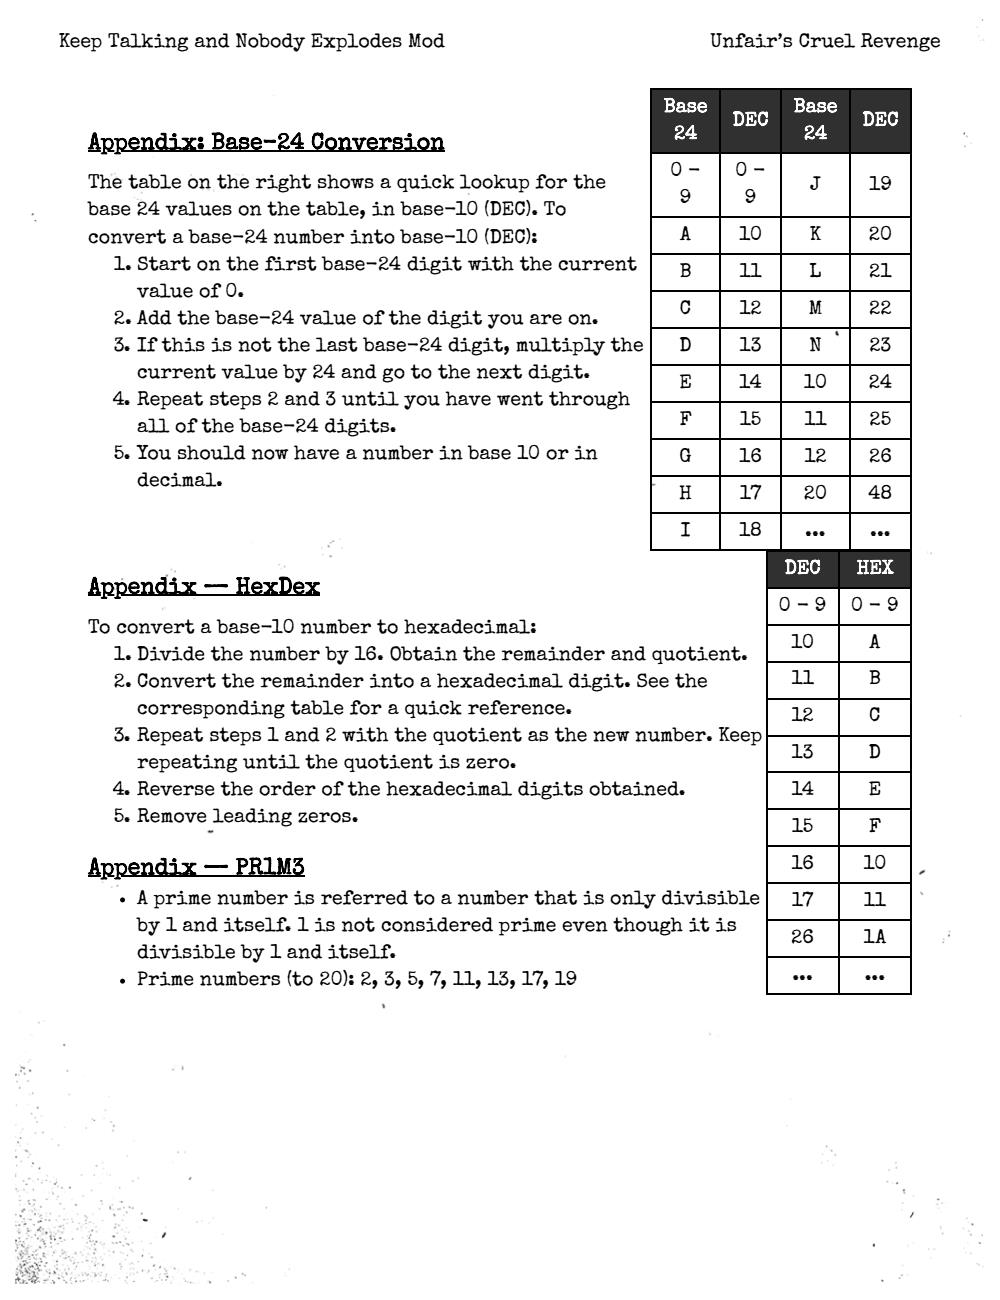 Keep Talking and Nobody Explodes Mod
Unfair's Cruel Revenge
Appendix: Base-24 Conversion
The table on the right shows a quick lookup for the
base 24 values on the table, in base-10 (DEC). To
convert a base-24 number into base-10 (DEC):
1. Start on the first base-24 digit with the current
value of 0.
2. Add the base-24 value of the digit you are on.
3. If this is not the last base-24 digit, multiply the
current value by 24 and go to the next digit.
4. Repeat steps 2 and 3 until you have went through
all of the base-24 digits.
5. You should now have a number in base 10 or in
decimal.
Base 24 DEC Base 24 DEC
0 - 9 0 - 9 J 19
A 10 K 20
B 11 L 21
C 12 M 22
D 13 N 23
E 14 10 24
F 15 11 25
G 16 12 26
H 17 20 48
I 18 ... ...
Appendix — HexDex
To convert a base-10 number to hexadecimal:
1. Divide the number by 16. Obtain the remainder and quotient.
2. Convert the remainder into a hexadecimal digit. See the
corresponding table for a quick reference.
3. Repeat steps 1 and 2 with the quotient as the new number. Keep
repeating until the quotient is zero.
4. Reverse the order of the hexadecimal digits obtained.
5. Remove leading zeros.
DEC HEX
0 - 9 0 - 9
10 A
11 B
12 C
13 D
14 E
15 F
16 10
17 11
26 1A
... ...
Appendix — PR1M3
• A prime number is referred to a number that is only divisible
by 1 and itself. 1 is not considered prime even though it is
divisible by 1 and itself.
• Prime numbers (to 20): 2, 3, 5, 7, 11, 13, 17, 19